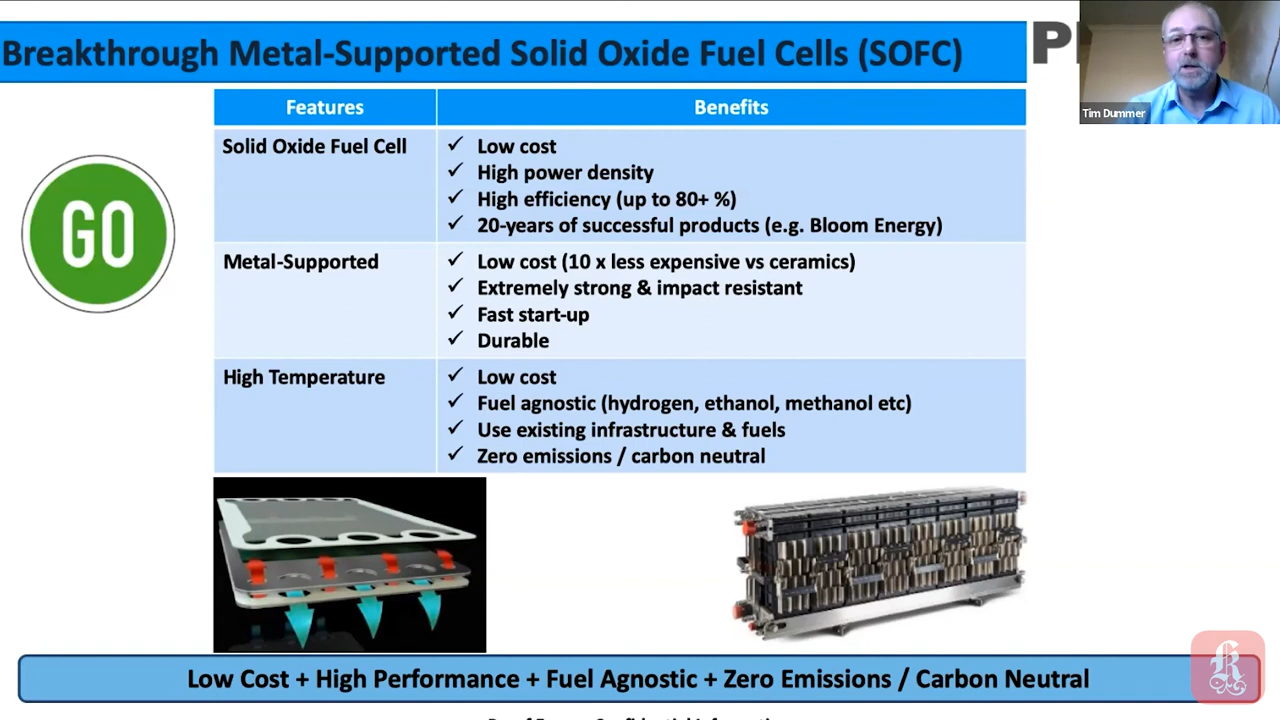 Breakthrough Metal-Supported Solid Oxide Fuel Cells (SOFC)
Tim Dummer
Features
Benefits
GO
Solid Oxide Fuel Cell
✓ Low cost
✓ High power density
✓ High efficiency (up to 80+ %)
✓ 20-years of successful products (e.g. Bloom Energy)
Metal-Supported
✓ Low cost (10 x less expensive vs ceramics)
✓ Extremely strong & impact resistant
✓ Fast start-up
✓ Durable
High Temperature
✓ Low cost
✓ Fuel agnostic (hydrogen, ethanol, methanol etc)
✓ Use existing infrastructure & fuels
✓ Zero emissions / carbon neutral
Low Cost + High Performance + Fuel Agnostic + Zero Emissions / Carbon Neutral